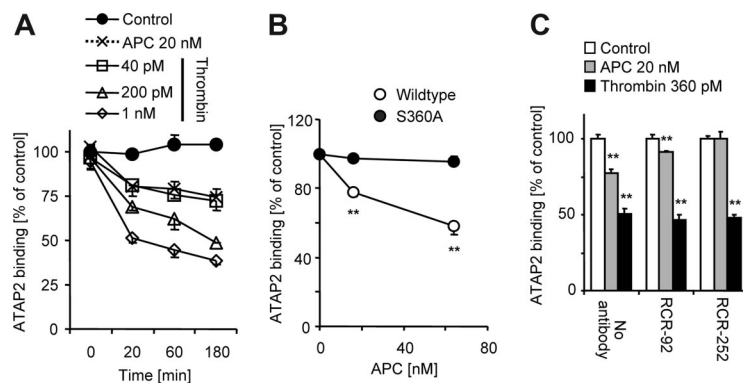 A
Control
APC 20 nM
40 pM
200 pM
1 nM
Thrombin
ATAP2 binding [% of control]
100
75
50
25
0
0 20 60 180
Time [min]
B
Wildtype
S360A
ATAP2 binding [% of control]
120
80
40
0
**
**
0 40 80
APC [nM]
C
Control
APC 20 nM
Thrombin 360 pM
ATAP2 binding [% of control]
100
75
50
25
0
**
**
**
**
**
No
antibody
RCR-92
RCR-252